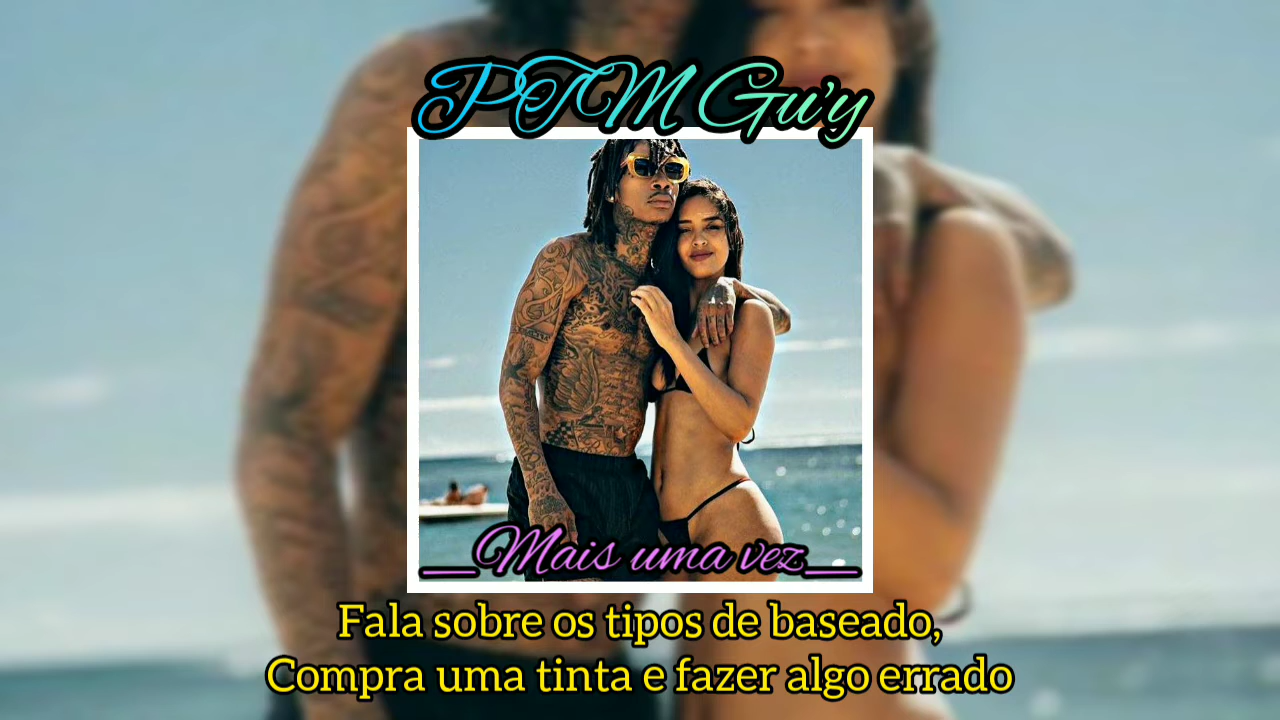 PTM Gu'y
__Mais uma vez__
Fala sobre os tipos de baseado,
Compra uma tinta e fazer algo errado